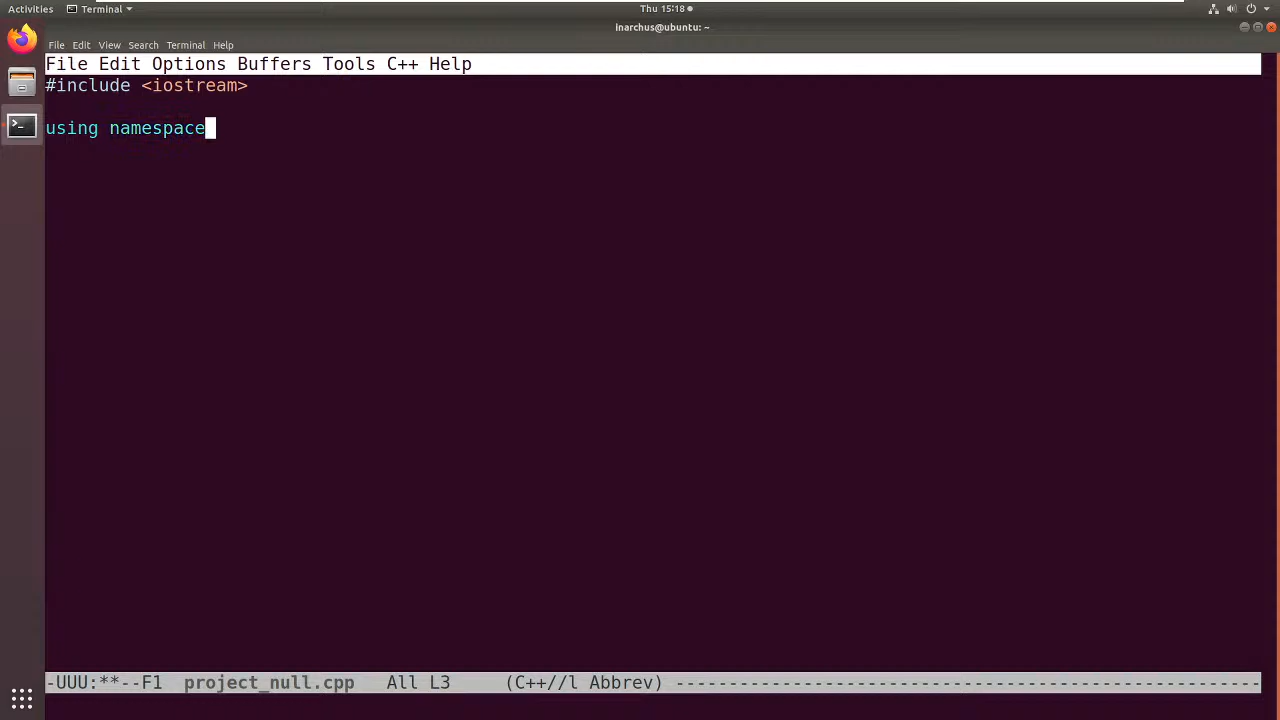 Activities Terminal Thu 15:18
inarchus@ubuntu: ~
File Edit View Search Terminal Help
File Edit Options Buffers Tools C++ Help
#include <iostream>
using namespace
-UUU:**--F1 project_null.cpp All L3 (C++//l Abbrev) -------------------------------------------------------